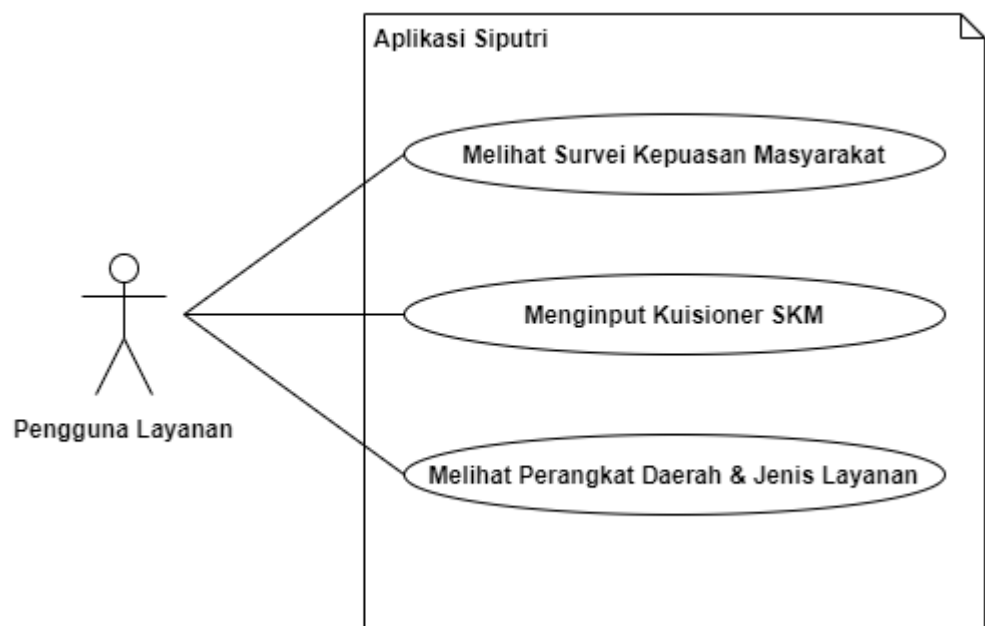 Aplikasi Siputri
Melihat Survei Kepuasan Masyarakat
Menginput Kuisioner SKM
Pengguna Layanan
Melihat Perangkat Daerah & Jenis Layanan